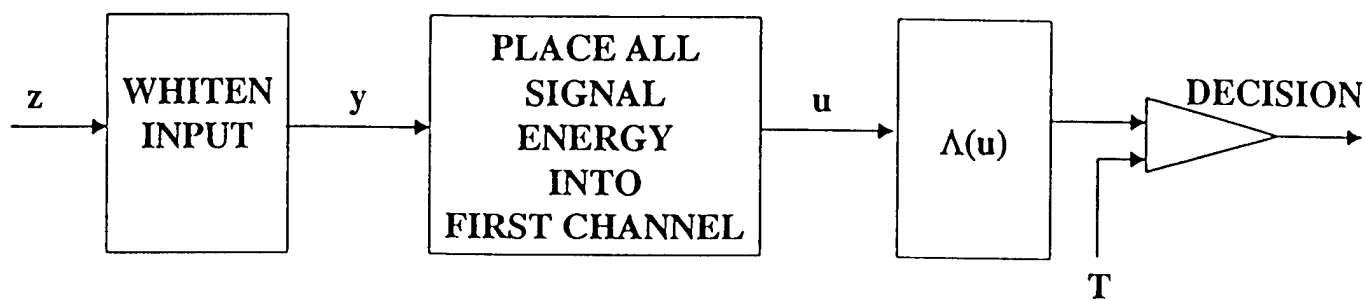 z
WHITEN
INPUT
y
PLACE ALL
SIGNAL
ENERGY
INTO
FIRST CHANNEL
u
Λ(u)
DECISION
T